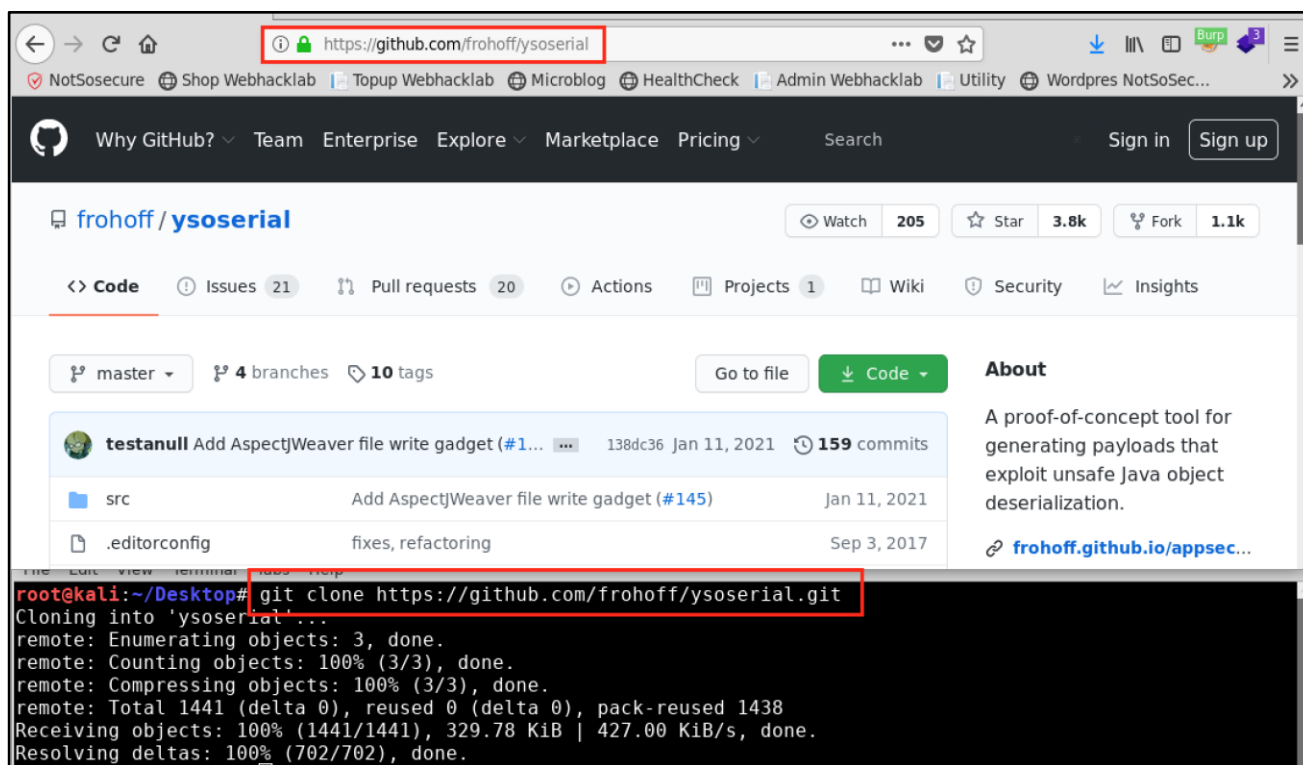 https://github.com/frohoff/ysoserial
Burp 3
NotSosecure Shop Webhacklab Topup Webhacklab Microblog HealthCheck Admin Webhacklab Utility Wordpres NotSoSec... »
Why GitHub? Team Enterprise Explore Marketplace Pricing Search Sign in Sign up
frohoff / ysoserial Watch 205 Star 3.8k Fork 1.1k
<> Code Issues 21 Pull requests 20 Actions Projects 1 Wiki Security Insights
master 4 branches 10 tags Go to file Code
About
A proof-of-concept tool for
generating payloads that
exploit unsafe Java object
deserialization.
frohoff.github.io/appsec...
testanull Add AspectJWeaver file write gadget (#1... ... 138dc36 Jan 11, 2021 159 commits
src Add AspectJWeaver file write gadget (#145) Jan 11, 2021
.editorconfig fixes, refactoring Sep 3, 2017
File Edit View Terminal Tabs Help
root@kali:~/Desktop# git clone https://github.com/frohoff/ysoserial.git
Cloning into 'ysoserial'...
remote: Enumerating objects: 3, done.
remote: Counting objects: 100% (3/3), done.
remote: Compressing objects: 100% (3/3), done.
remote: Total 1441 (delta 0), reused 0 (delta 0), pack-reused 1438
Receiving objects: 100% (1441/1441), 329.78 KiB | 427.00 KiB/s, done.
Resolving deltas: 100% (702/702), done.